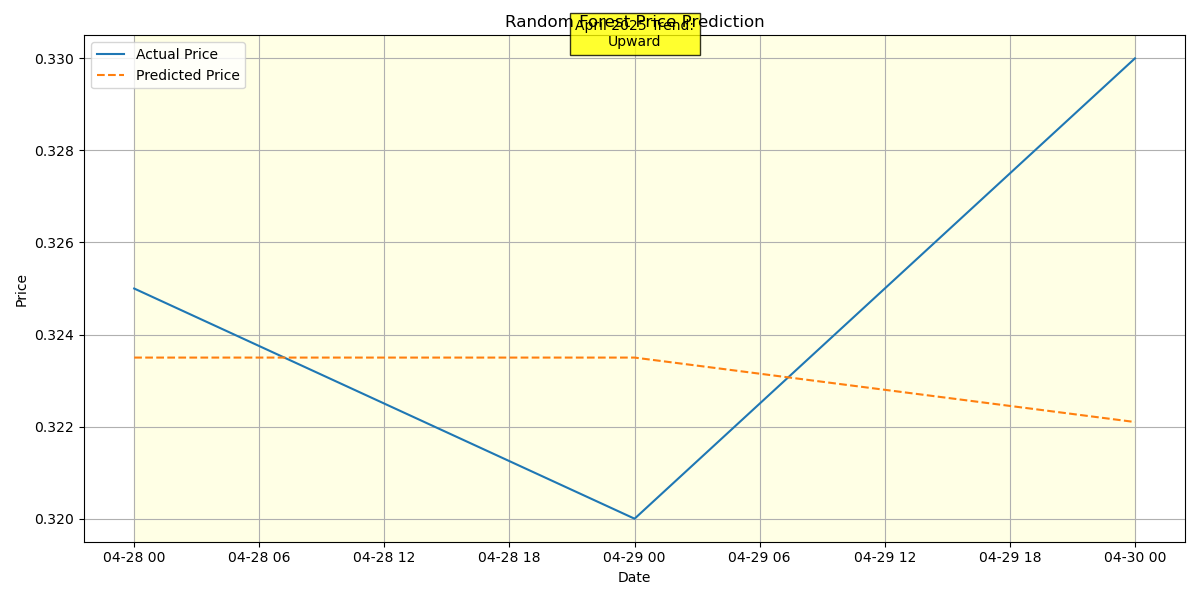 Random Forest Price Prediction
April 2025 Trend:
Upward
Actual Price
Predicted Price
Price
0.330
0.328
0.326
0.324
0.322
0.320
04-28 00 04-28 06 04-28 12 04-28 18 04-29 00 04-29 06 04-29 12 04-29 18 04-30 00
Date